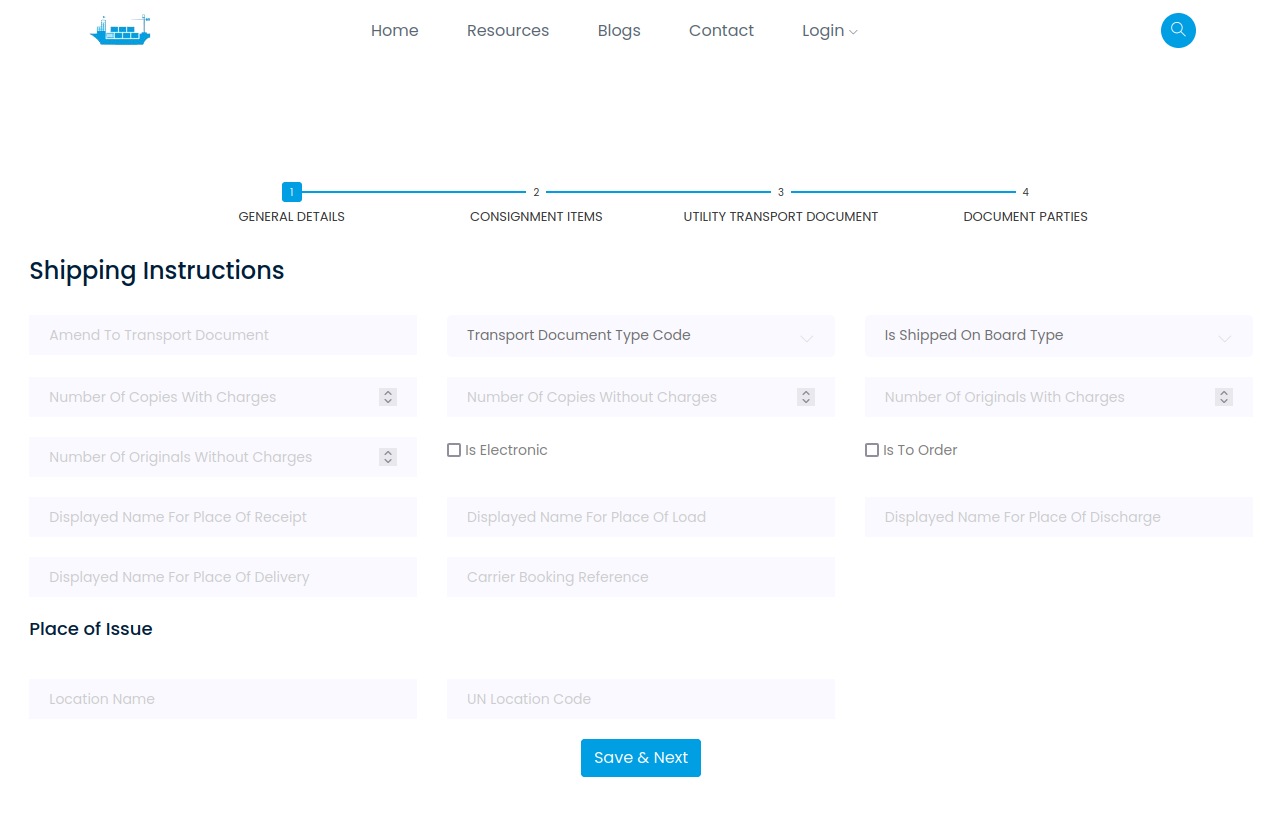 Home Resources Blogs Contact Login
1 2 3 4
GENERAL DETAILS CONSIGNMENT ITEMS UTILITY TRANSPORT DOCUMENT DOCUMENT PARTIES
Shipping Instructions
Amend To Transport Document Transport Document Type Code Is Shipped On Board Type
Number Of Copies With Charges Number Of Copies Without Charges Number Of Originals With Charges
Number Of Originals Without Charges Is Electronic Is To Order
Displayed Name For Place Of Receipt Displayed Name For Place Of Load Displayed Name For Place Of Discharge
Displayed Name For Place Of Delivery Carrier Booking Reference
Place of Issue
Location Name UN Location Code
Save & Next